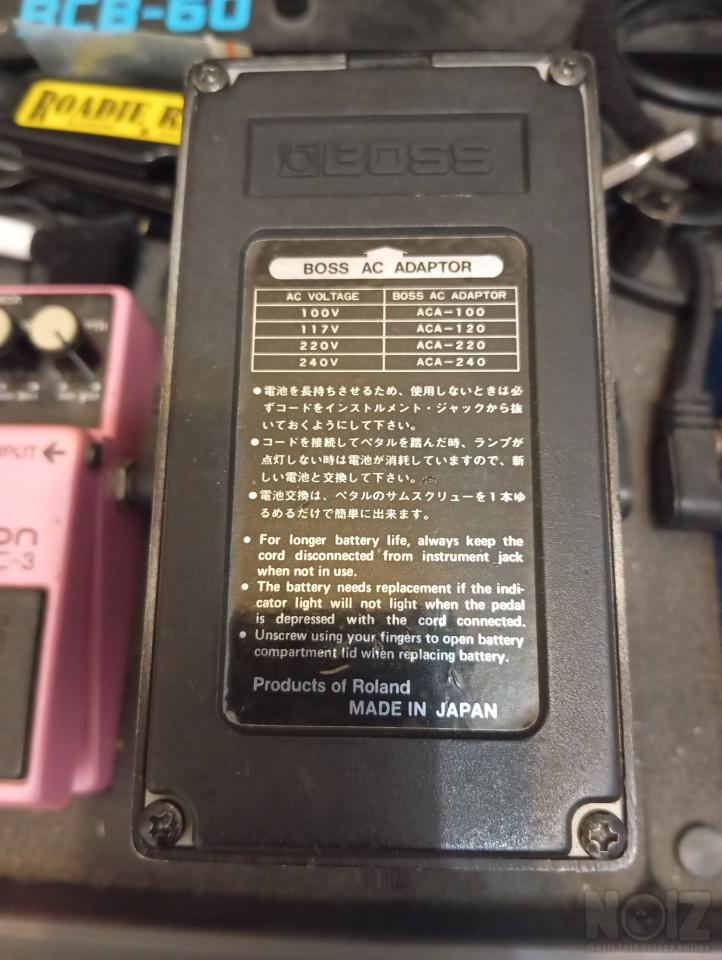 BCB-60
ROADIE R
BOSS
BOSS AC ADAPTOR
AC VOLTAGE BOSS AC ADAPTOR
100V ACA-100
117V ACA-120
220V ACA-220
240V ACA-240
●電池を長持ちさせるため、使用しないときは必
ずコードをインストルメント・ジャックから抜
いておくようにして下さい。
●コードを接続してペタルを踏んだ時、ランプが
点灯しない時は電池が消耗していますので、新
しい電池と交換して下さい。
●電池交換は、ペタルのサムスクリューを1本ゆ
るめるだけで簡単に出来ます。
● For longer battery life, always keep the
cord disconnected from instrument jack
when not in use.
● The battery needs replacement if the indi-
cator light will not light when the pedal
is depressed with the cord connected.
● Unscrew using your fingers to open battery
compartment lid when replacing battery.
Products of Roland
MADE IN JAPAN
PUT ←
on
-3
NOIZ
music technology online